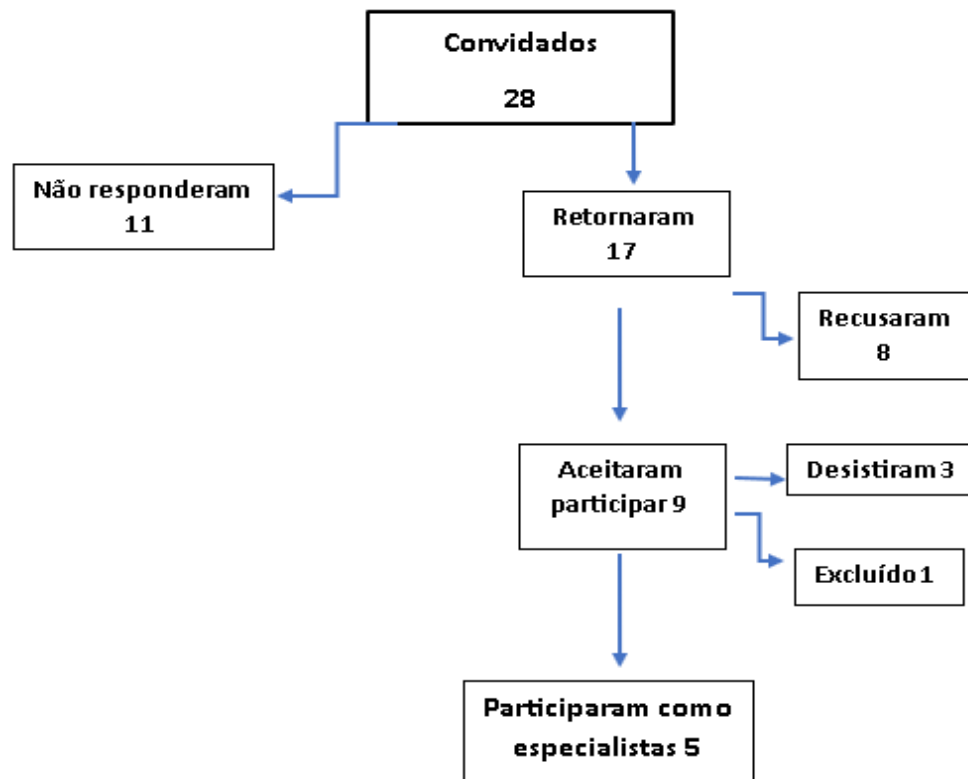 Convidados
28
Não responderam
11
Retornaram
17
Recusaram
8
Aceitaram
participar 9
Desistiram 3
Excluído 1
Participaram como
especialistas 5